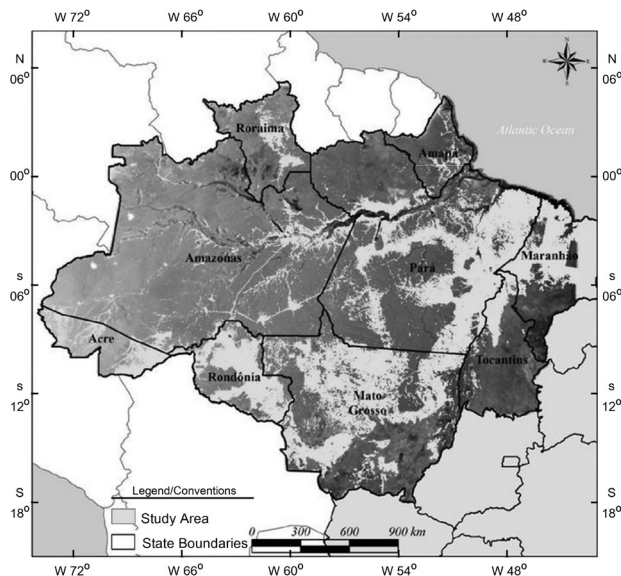 W 72° W 66° W 60° W 54° W 48°
N
06°
N
06°
Roraima
Amapá
Atlantic Ocean
00°
00°
Amazonas
Pará
Maranhão
S
06°
S
06°
Acre
Rondônia
Mato
Grosso
Tocantins
S
12°
S
12°
Legend/Conventions
Study Area
State Boundaries
0 300 600 900 km
S
18°
S
18°
W 72° W 66° W 60° W 54° W 48°